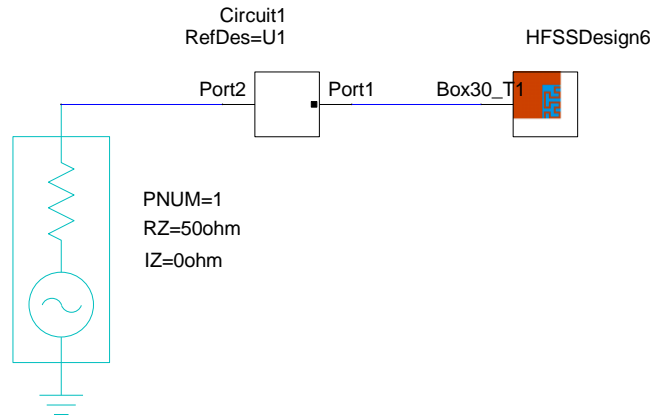 Circuit1
RefDes=U1
HFSSDesign6
Port2
Port1
Box30_T1
PNUM=1
RZ=50ohm
IZ=0ohm